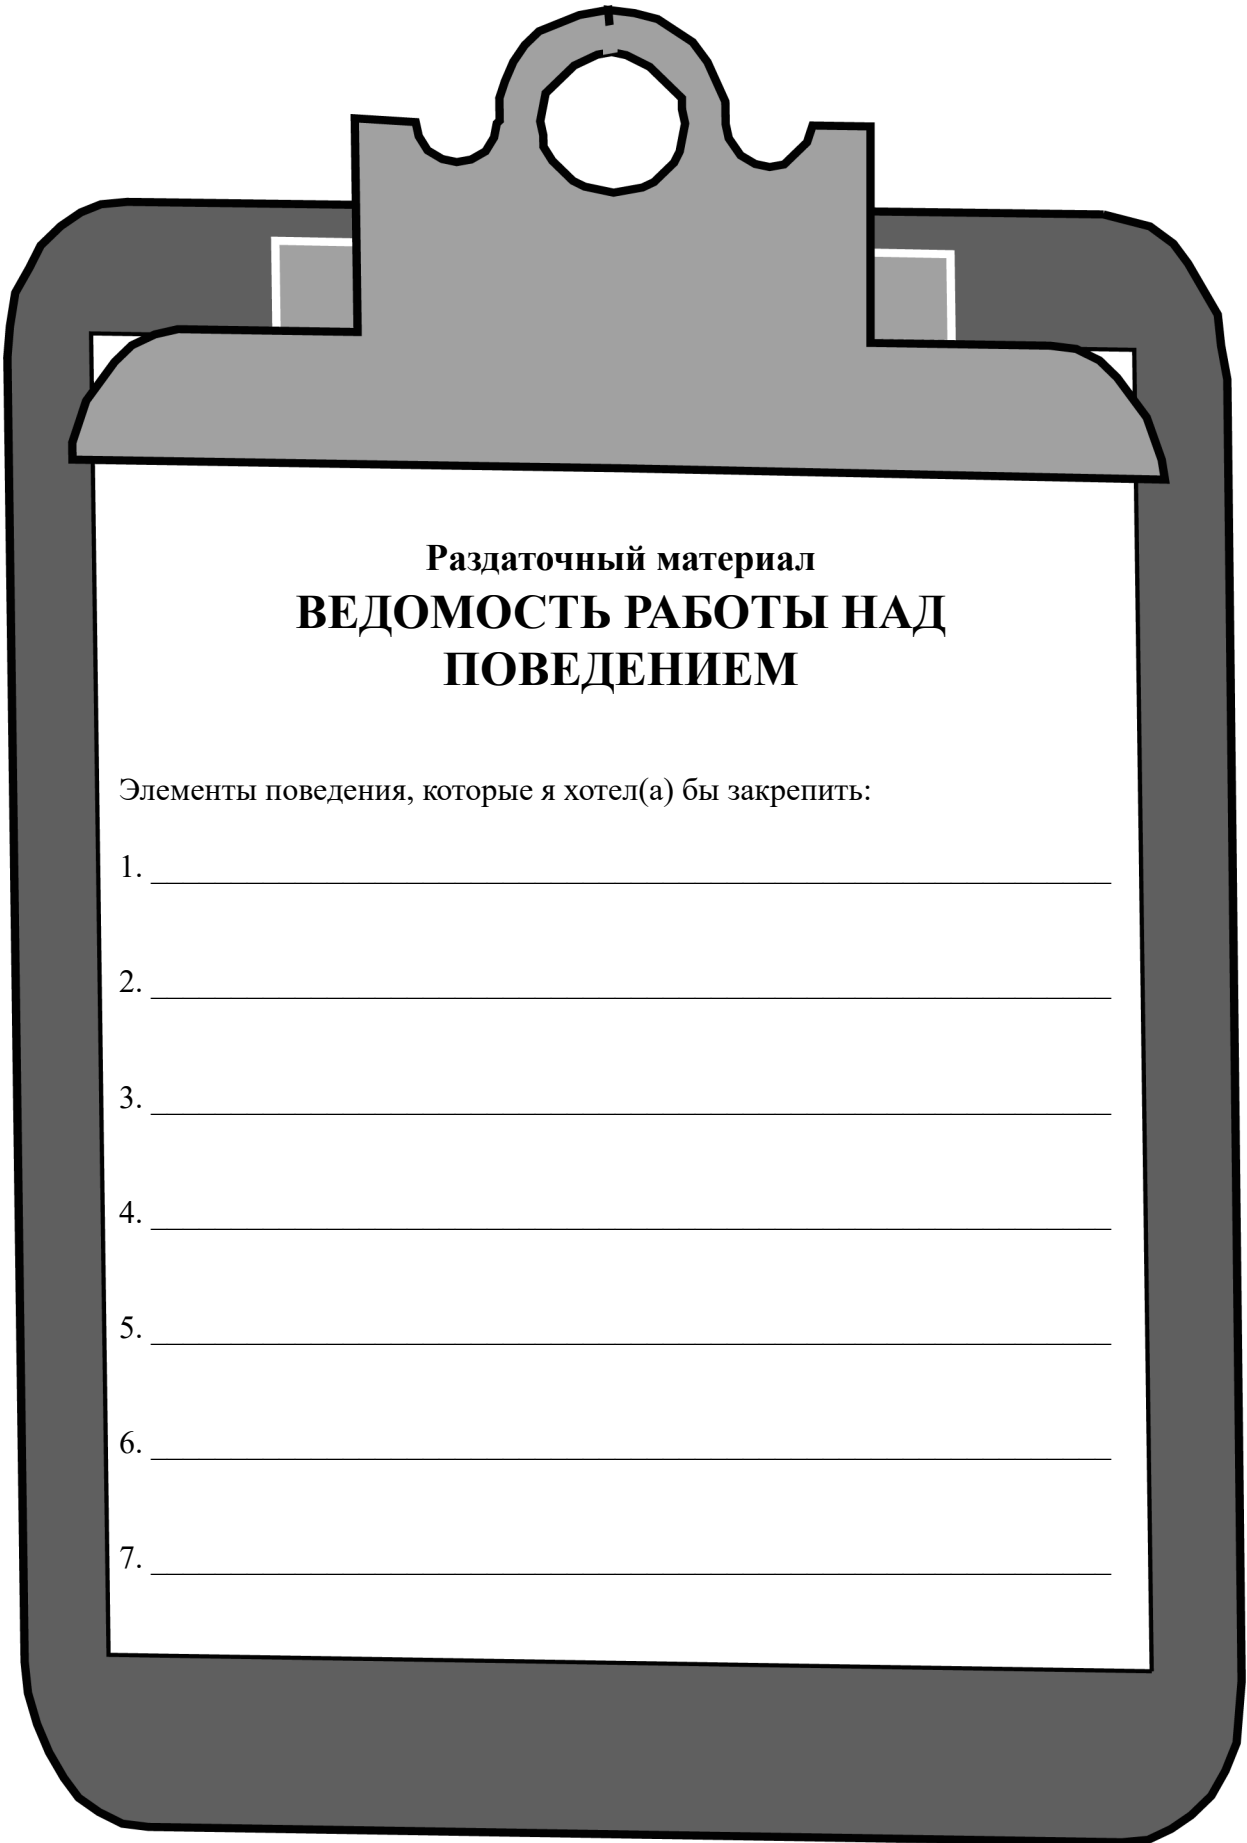 Раздаточный материал
ВЕДОМОСТЬ РАБОТЫ НАД
ПОВЕДЕНИЕМ
Элементы поведения, которые я хотел(а) бы закрепить:
1.
2.
3.
4.
5.
6.
7.